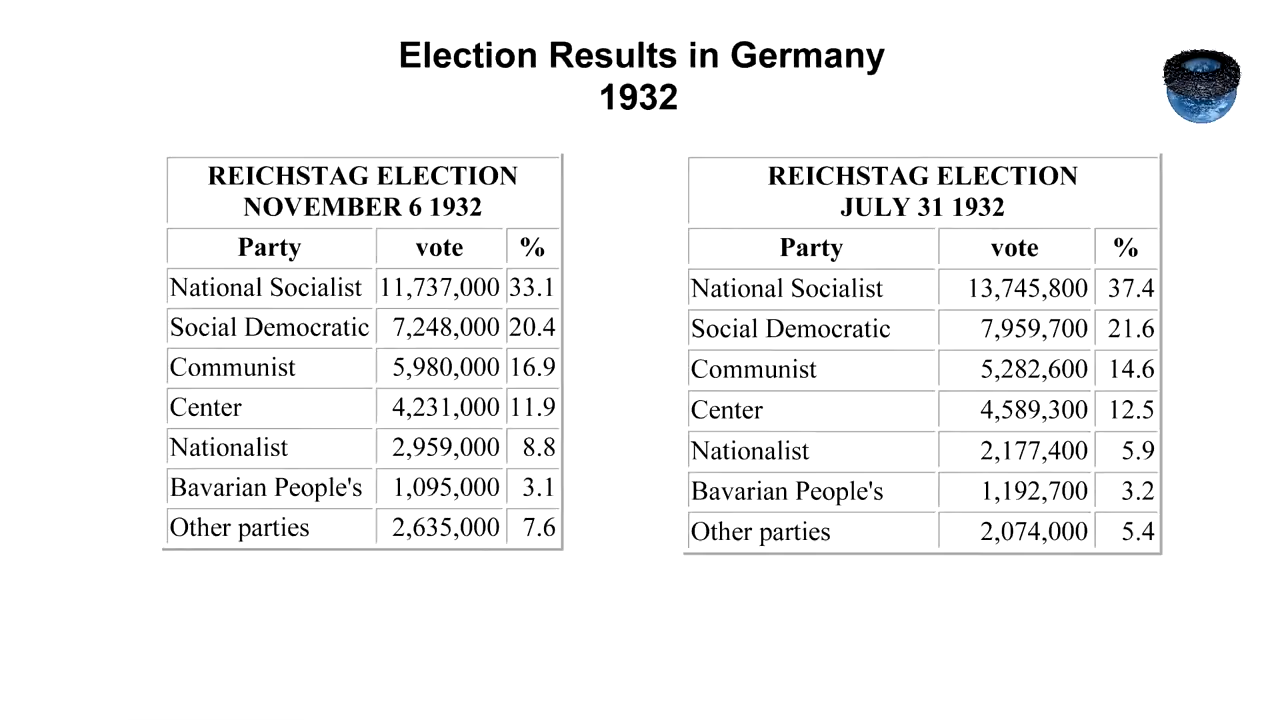 Election Results in Germany
1932
REICHSTAG ELECTION
NOVEMBER 6 1932
Party vote %
National Socialist 11,737,000 33.1
Social Democratic 7,248,000 20.4
Communist 5,980,000 16.9
Center 4,231,000 11.9
Nationalist 2,959,000 8.8
Bavarian People's 1,095,000 3.1
Other parties 2,635,000 7.6
REICHSTAG ELECTION
JULY 31 1932
Party vote %
National Socialist 13,745,800 37.4
Social Democratic 7,959,700 21.6
Communist 5,282,600 14.6
Center 4,589,300 12.5
Nationalist 2,177,400 5.9
Bavarian People's 1,192,700 3.2
Other parties 2,074,000 5.4